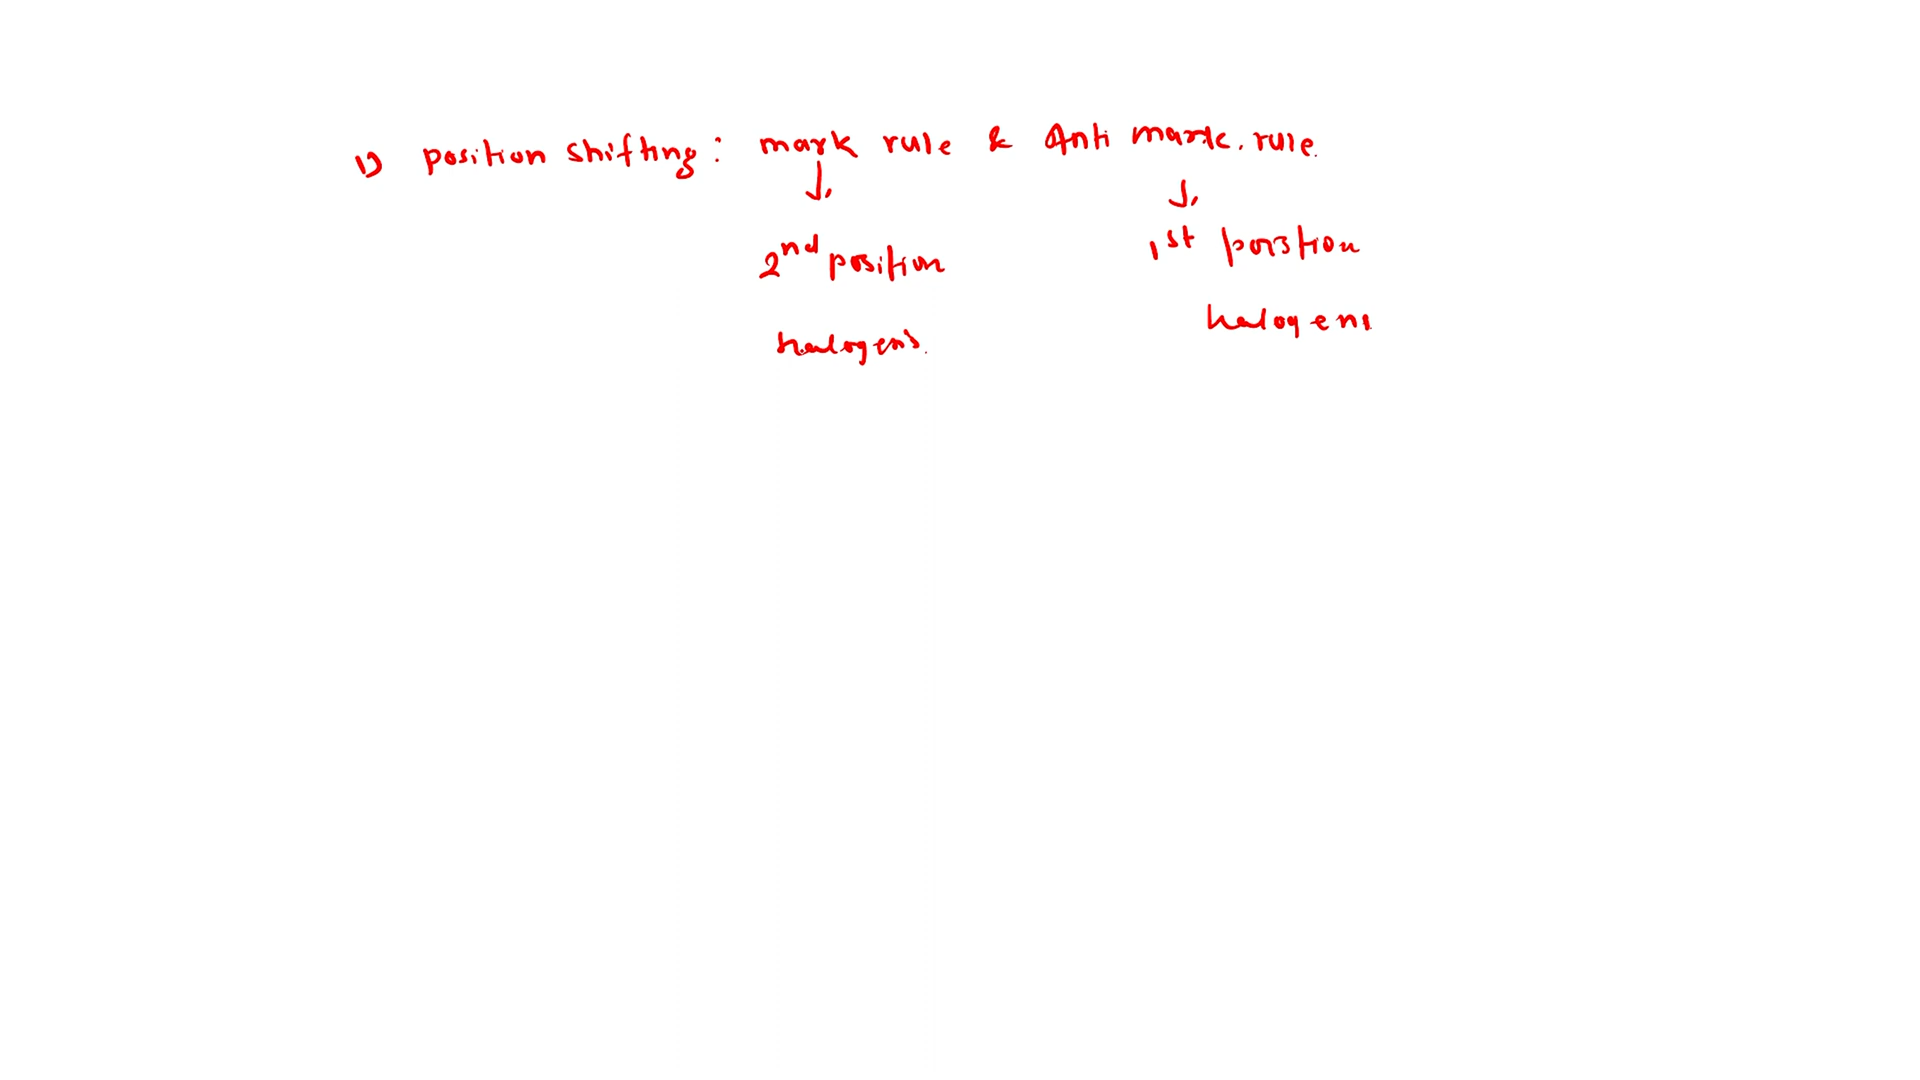 1) position shifting: mark rule & Anti mark. rule.
2nd position 1st position
halogens. halogens